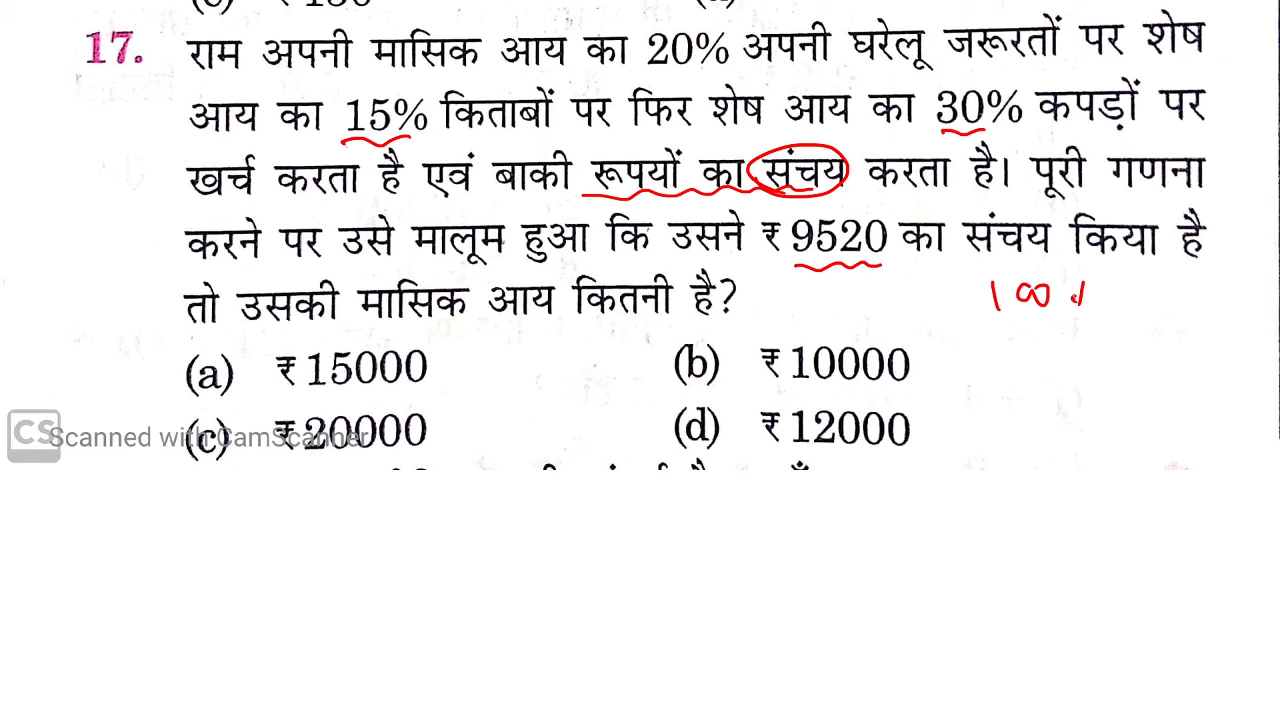 17. राम अपनी मासिक आय का 20% अपनी घरेलू जरूरतों पर शेष
आय का 15% किताबों पर फिर शेष आय का 30% कपड़ों पर
खर्च करता है एवं बाकी रूपयों का संचय करता है। पूरी गणना
करने पर उसे मालूम हुआ कि उसने ₹ 9520 का संचय किया है
तो उसकी मासिक आय कितनी है?
100%
(a) ₹ 15000 (b) ₹ 10000
(c) ₹ 20000 (d) ₹ 12000
CS Scanned with CamScanner